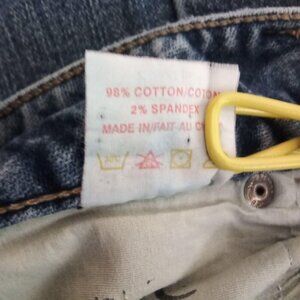 98% COTTON/COTON
2% SPANDEX
MADE IN/FAIT AU